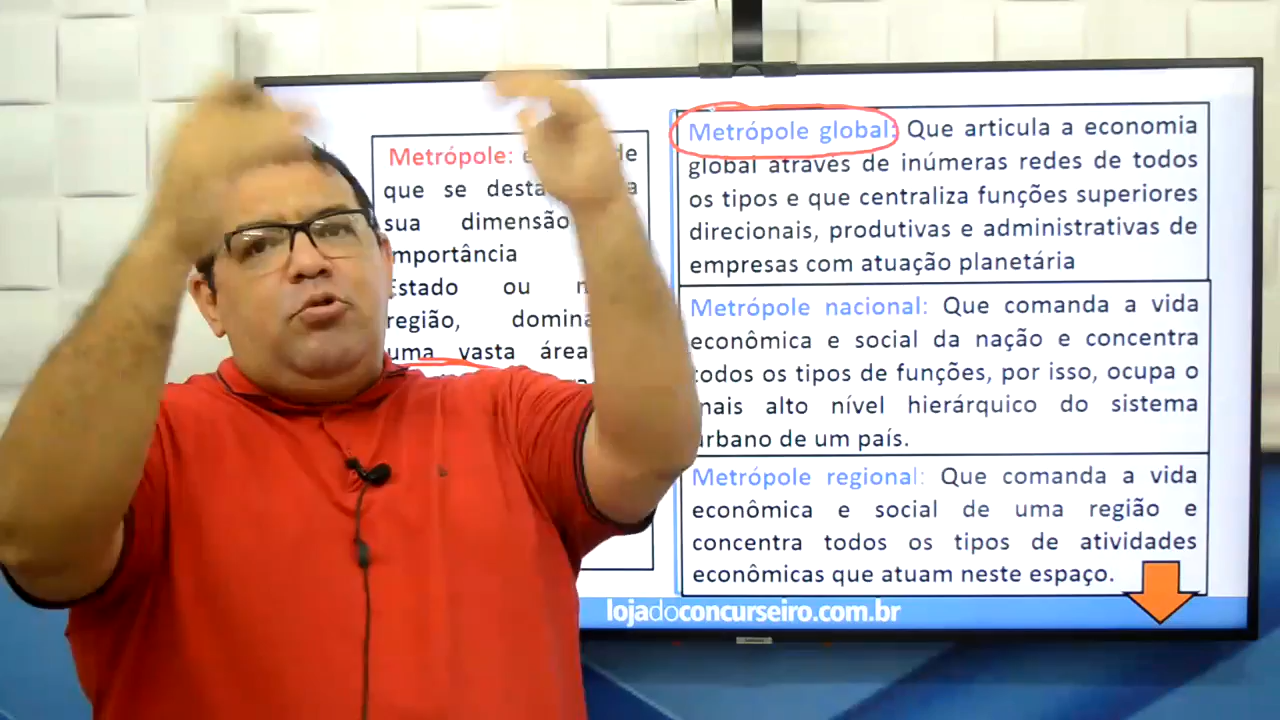 Metrópole: de
que se
sua dimensão
importância
Estado ou
região,
uma vasta área
Metrópole global: Que articula a economia
global através de inúmeras redes de todos
os tipos e que centraliza funções superiores
direcionais, produtivas e administrativas de
empresas com atuação planetária
Metrópole nacional: Que comanda a vida
econômica e social da nação e concentra
todos os tipos de funções, por isso, ocupa o
mais alto nível hierárquico do sistema
urbano de um país.
Metrópole regional: Que comanda a vida
econômica e social de uma região e
concentra todos os tipos de atividades
econômicas que atuam neste espaço.
lojadoconcurseiro.com.br